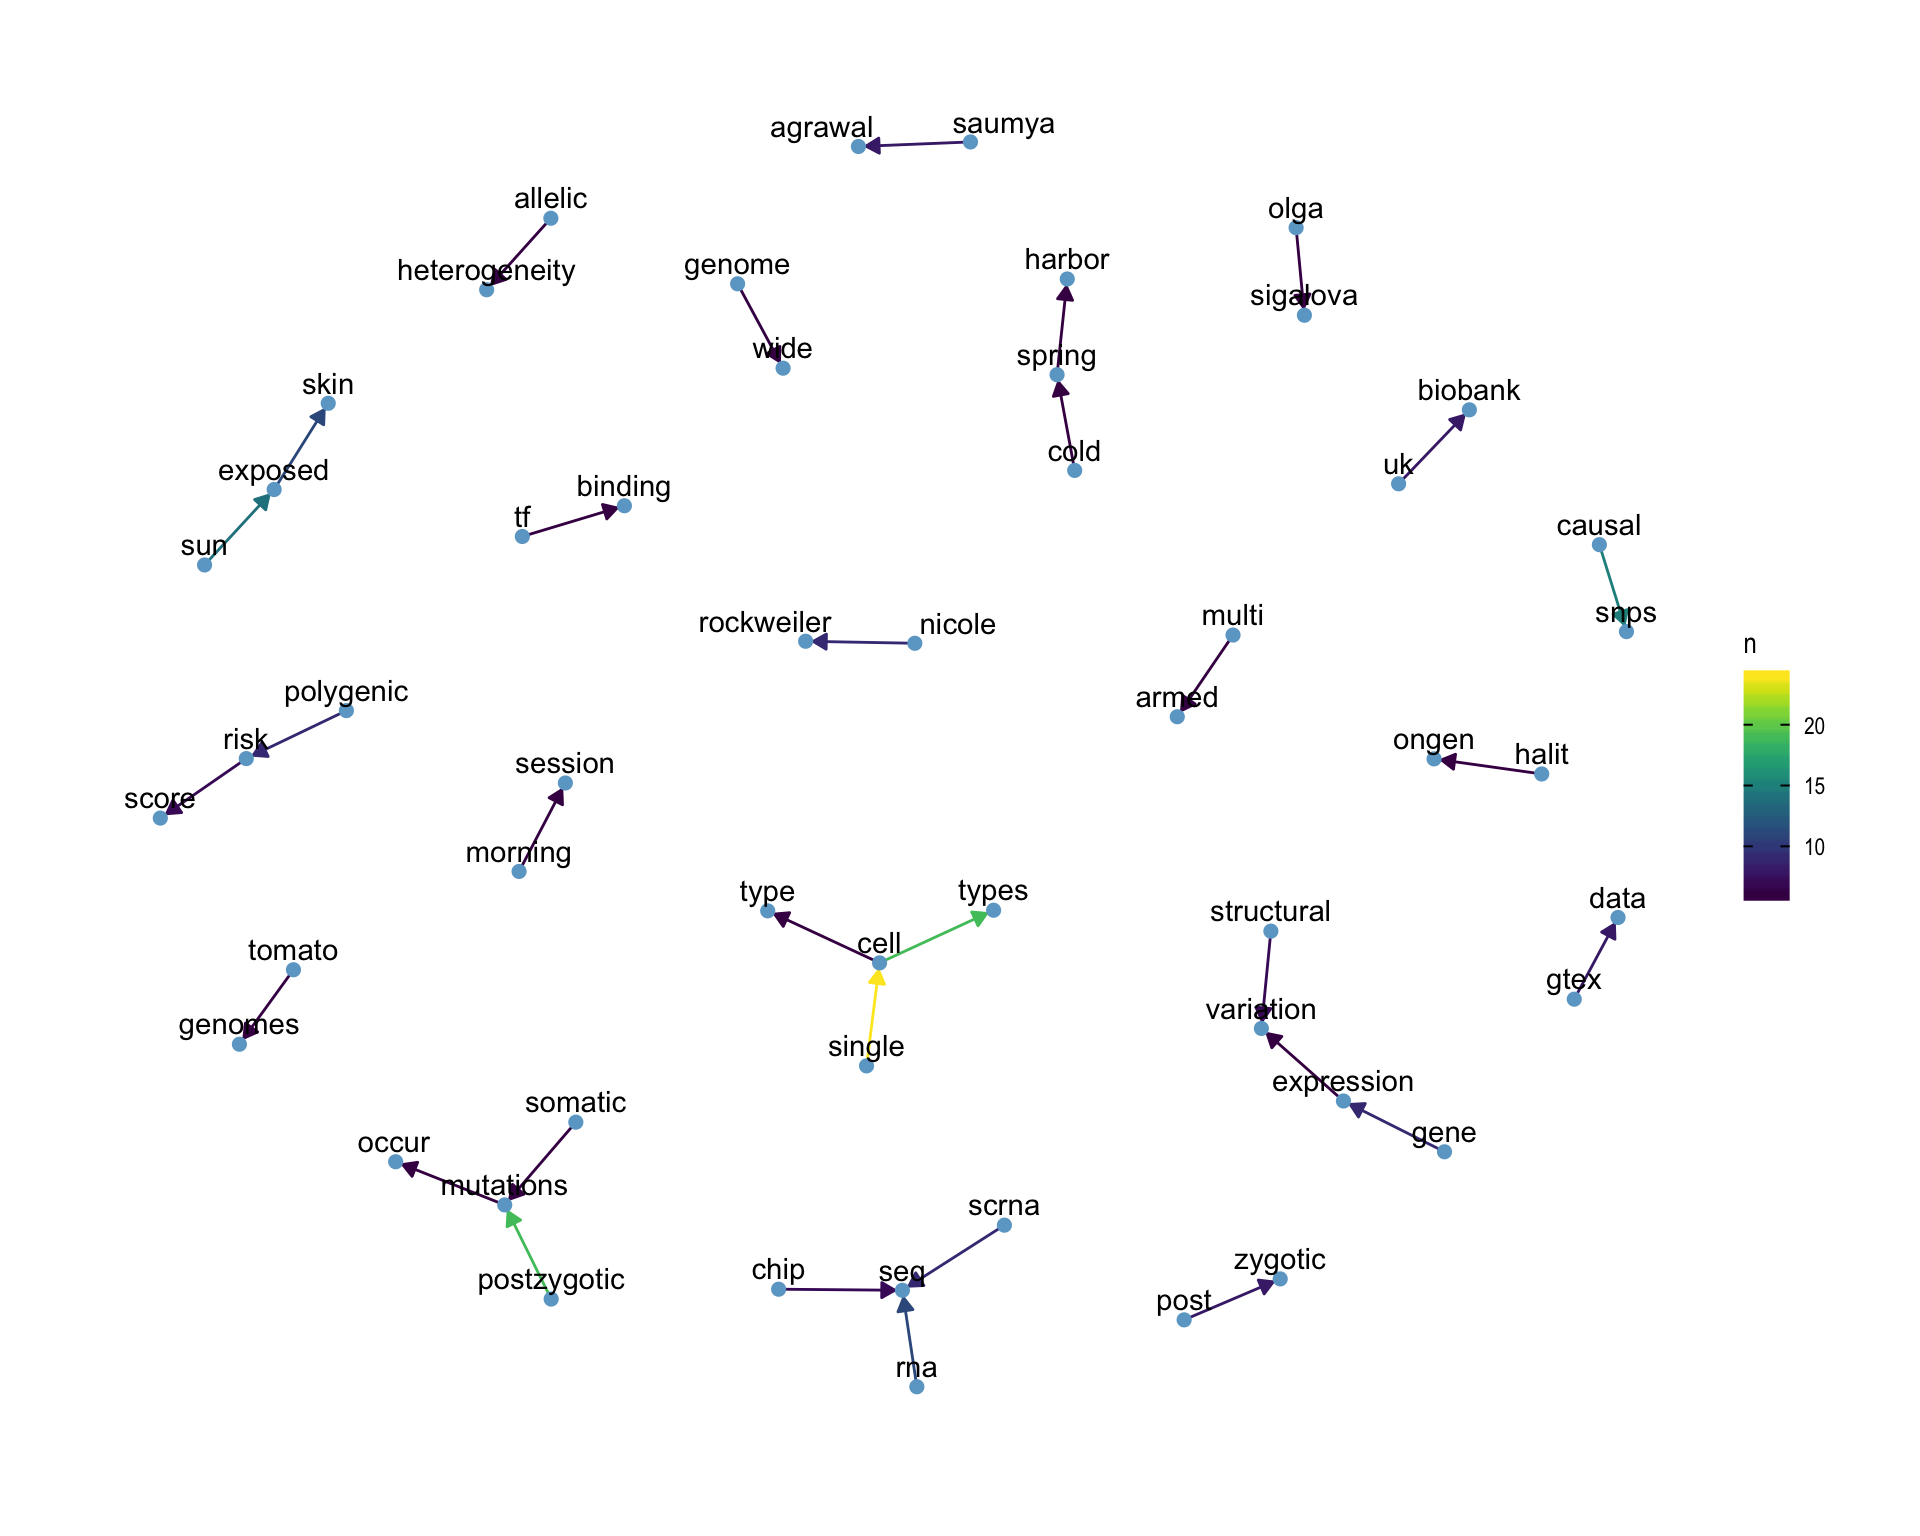 agrawal
saumya
allelic
heterogeneity
olga
sigalova
genome
wide
harbor
spring
cold
skin
exposed
sun
biobank
uk
binding
tf
causal
snps
rockweiler
nicole
multi
armed
n
20
15
10
polygenic
risk
score
session
morning
ongen
halit
type
types
cell
single
structural
variation
expression
gene
data
gtex
tomato
genomes
somatic
occur
mutations
postzygotic
scrna
chip
seq
rna
zygotic
post